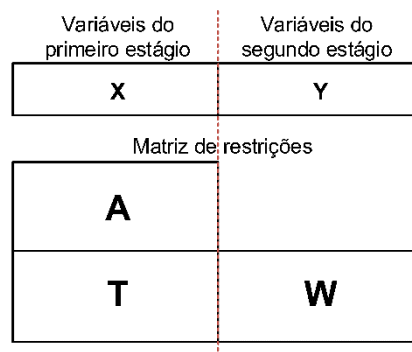 Variáveis do Variáveis do
primeiro estágio segundo estágio
X Y
Matriz de restrições
A
T W